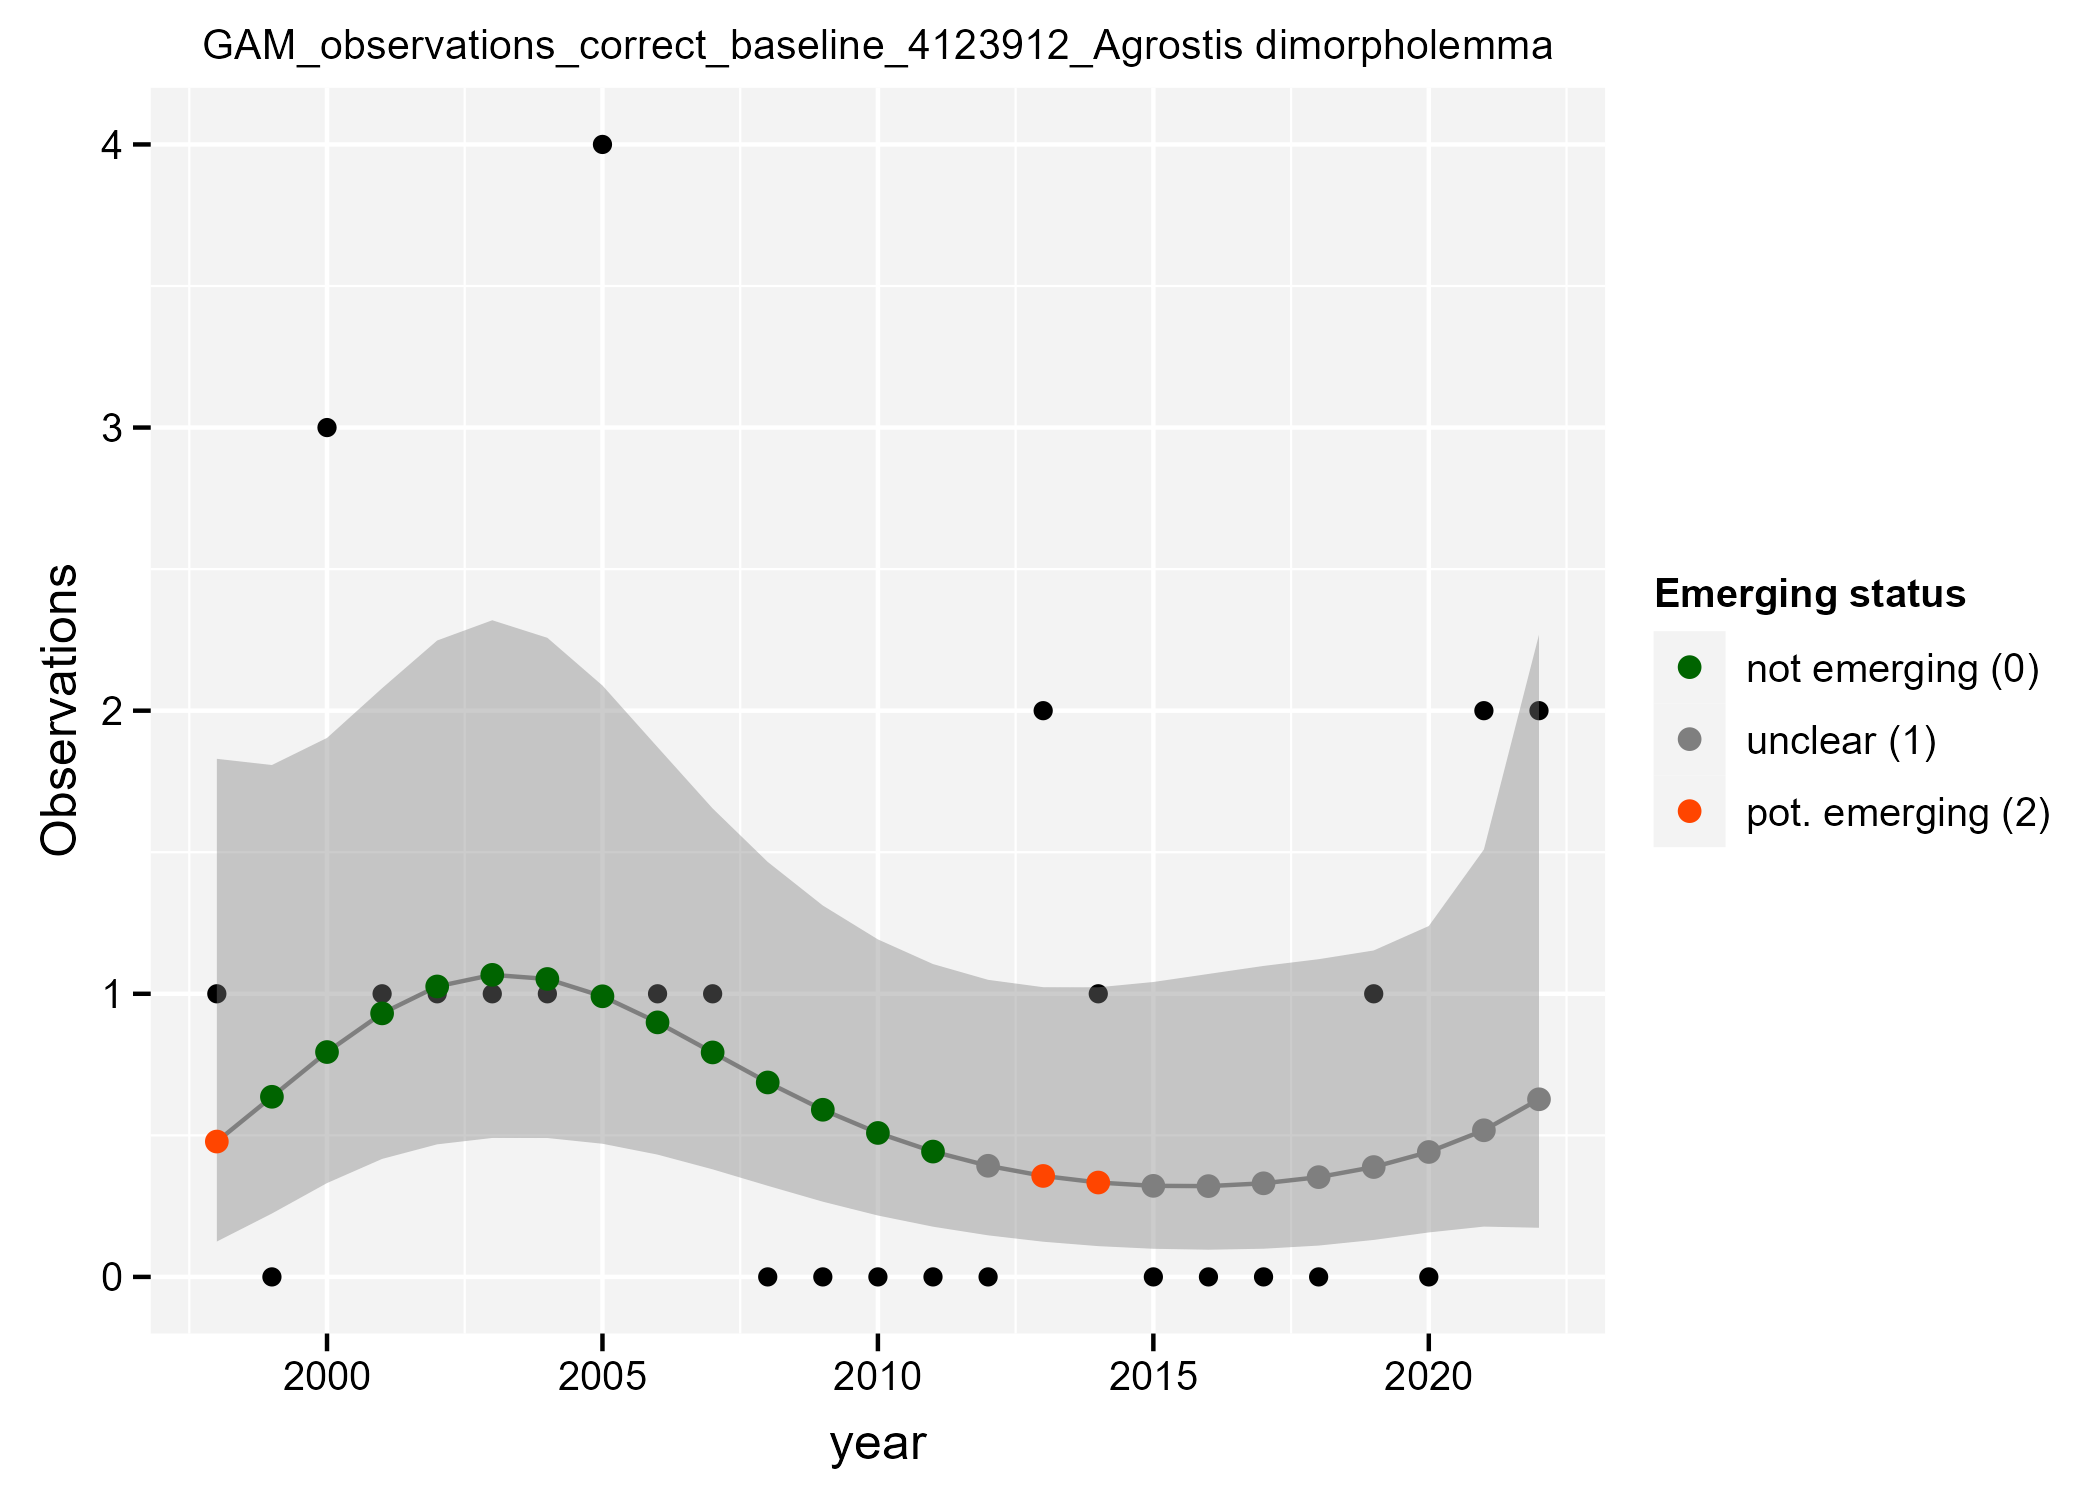 GAM_observations_correct_baseline_4123912_Agrostis dimorpholemma
4
3
2
1
0
Observations
2000 2005 2010 2015 2020
year
Emerging status
not emerging (0)
unclear (1)
pot. emerging (2)